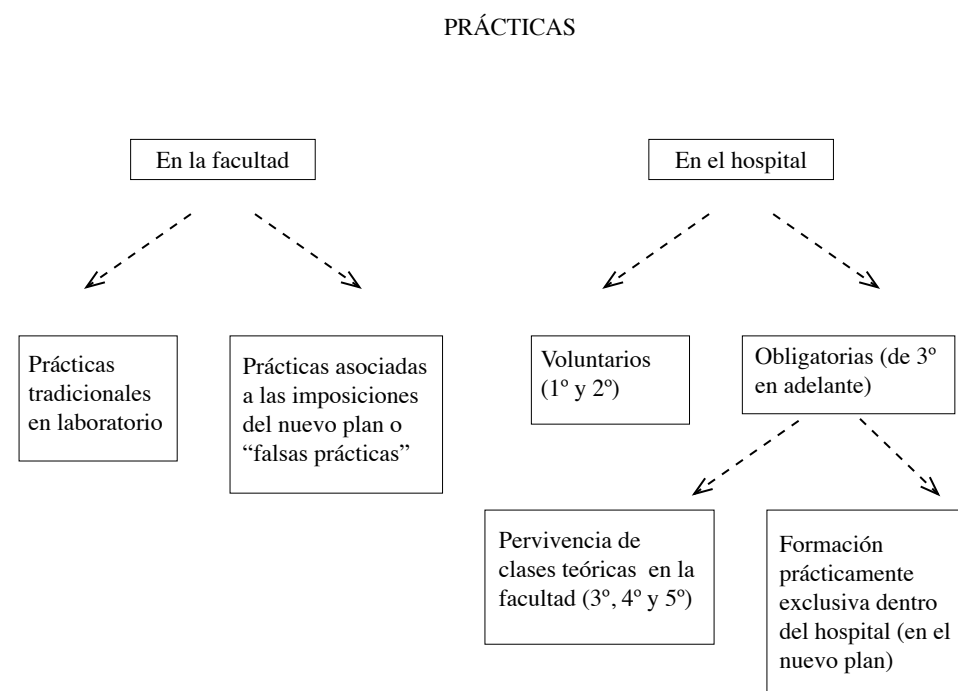 PRÁCTICAS
En la facultad
En el hospital
Prácticas
tradicionales
en laboratorio
Prácticas asociadas
a las imposiciones
del nuevo plan o
“falsas prácticas”
Voluntarios
(1º y 2º)
Obligatorias (de 3º
en adelante)
Pervivencia de
clases teóricas en la
facultad (3º, 4º y 5º)
Formación
prácticamente
exclusiva dentro
del hospital (en el
nuevo plan)